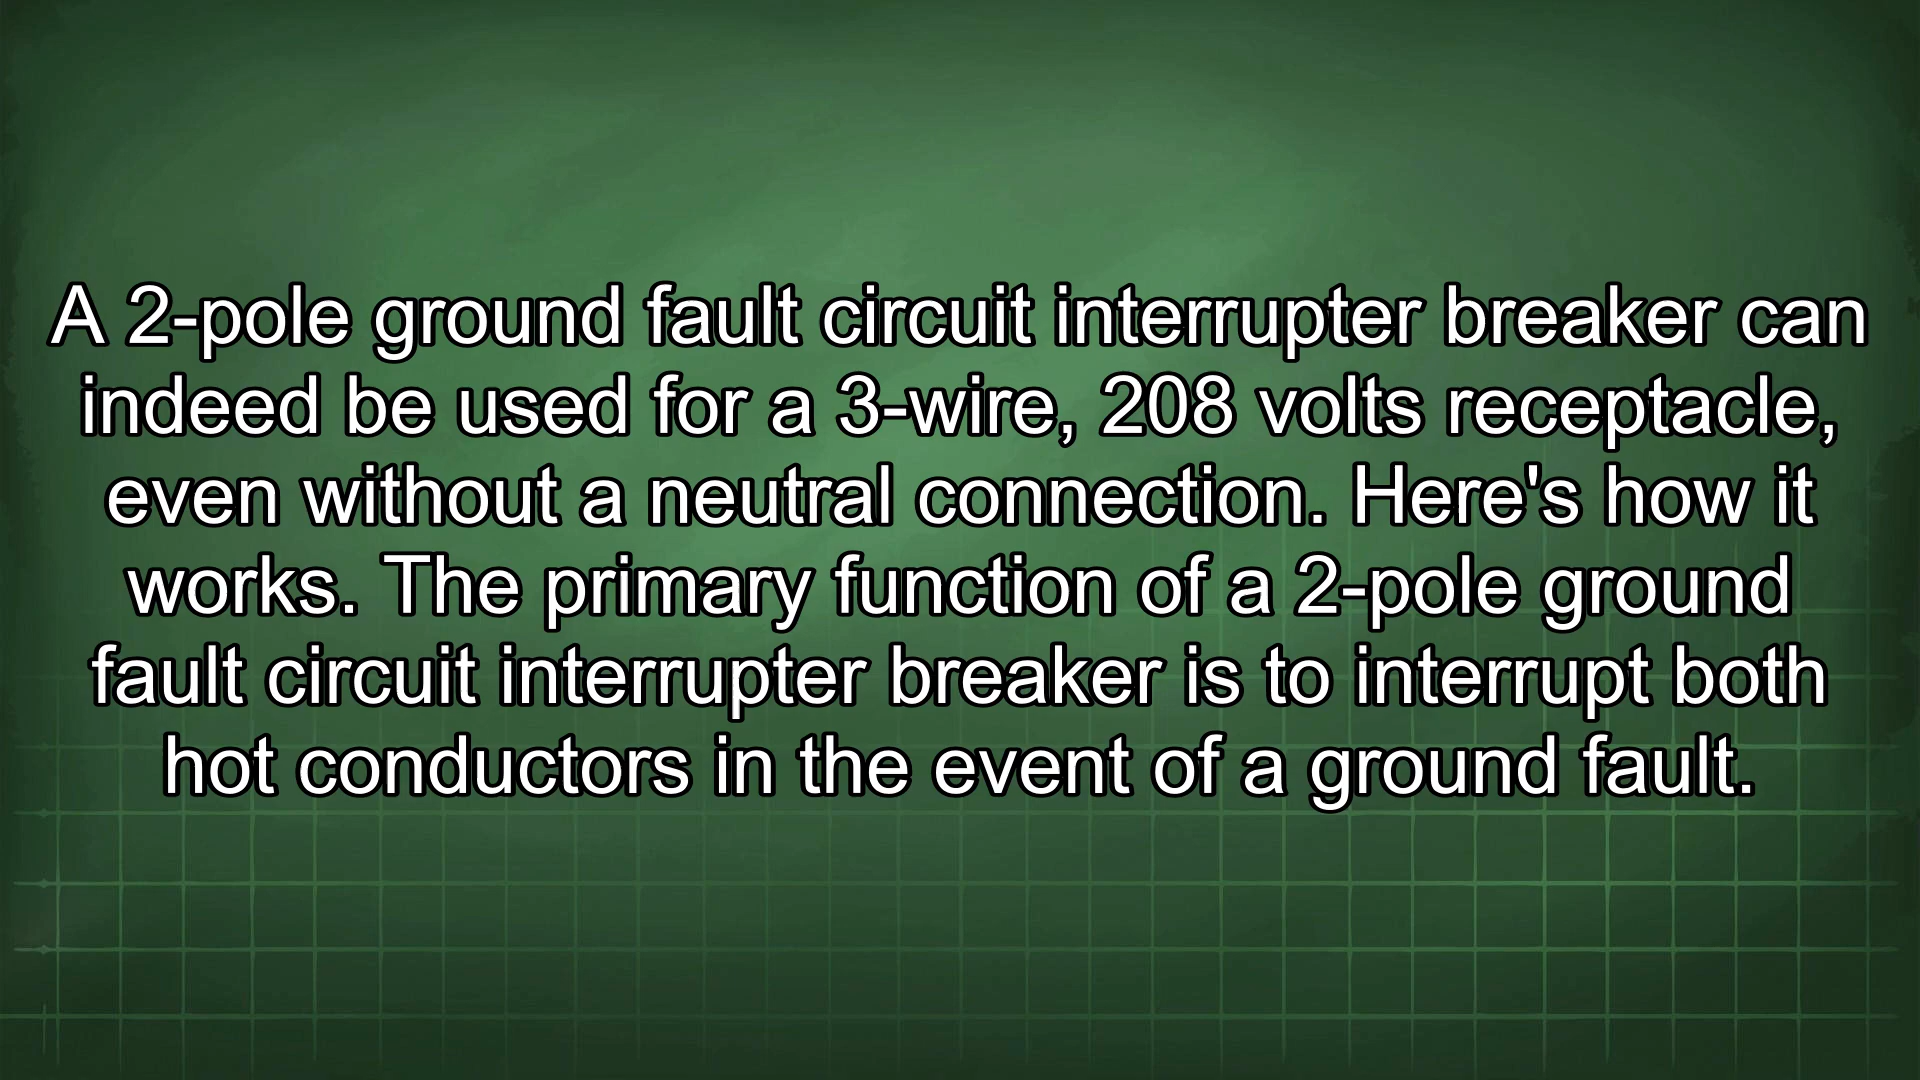 A 2-pole ground fault circuit interrupter breaker can
indeed be used for a 3-wire, 208 volts receptacle,
even without a neutral connection. Here's how it
works. The primary function of a 2-pole ground
fault circuit interrupter breaker is to interrupt both
hot conductors in the event of a ground fault.